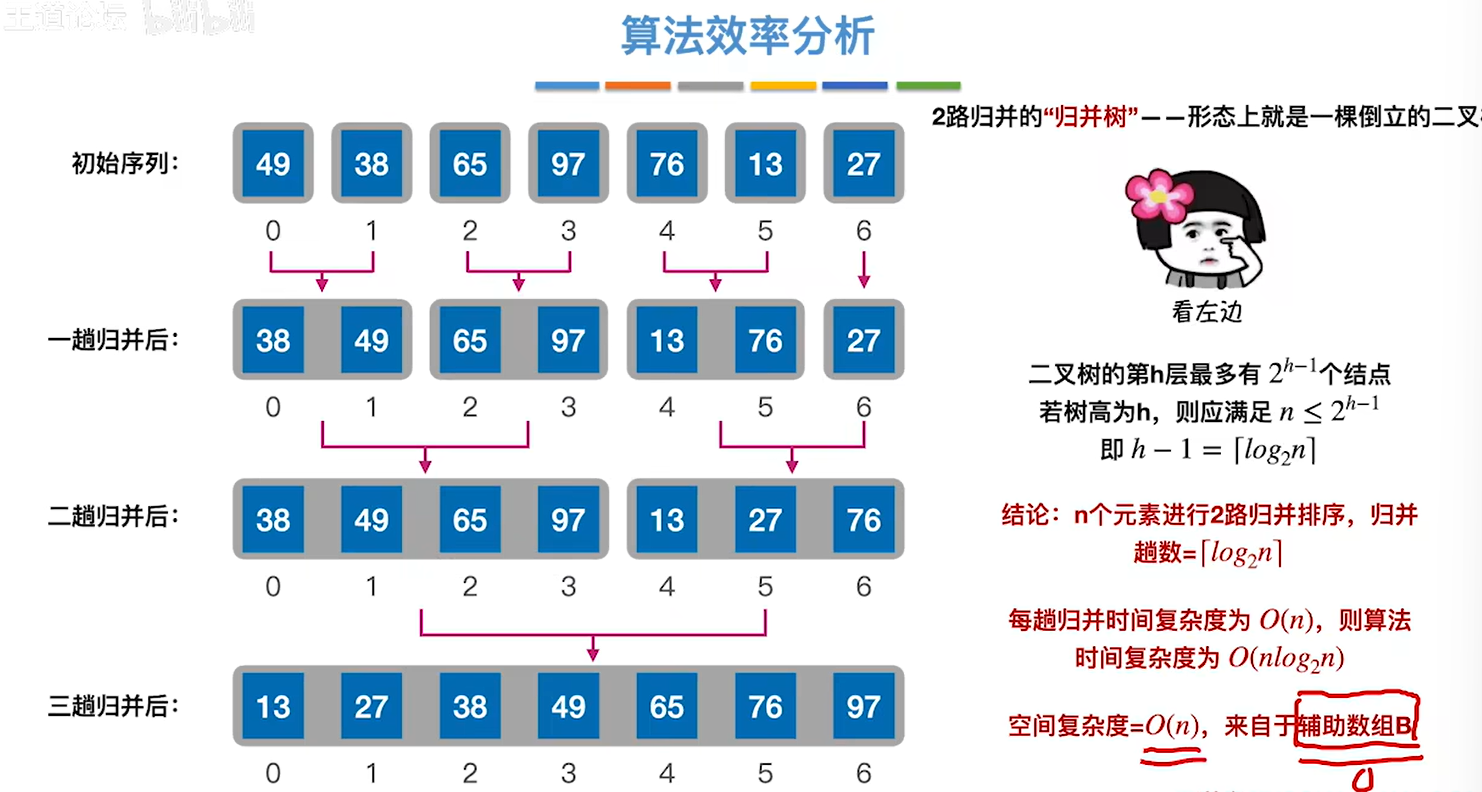 王道论坛 bilibili
算法效率分析
2路归并的“归并树”——形态上就是一棵倒立的二叉
初始序列：
49 38 65 97 76 13 27
0 1 2 3 4 5 6
看左边
一趟归并后：
38 49 65 97 13 76 27
0 1 2 3 4 5 6
二叉树的第h层最多有 2^{h−1}个结点
若树高为h，则应满足 n ≤ 2^{h−1}
即 h − 1 = ⌈log₂n⌉
二趟归并后：
38 49 65 97 13 27 76
0 1 2 3 4 5 6
结论：n个元素进行2路归并排序，归并
趟数=⌈log₂n⌉
每趟归并时间复杂度为 O(n)，则算法
时间复杂度为 O(nlog₂n)
三趟归并后：
13 27 38 49 65 76 97
0 1 2 3 4 5 6
空间复杂度=O(n)，来自于辅助数组B